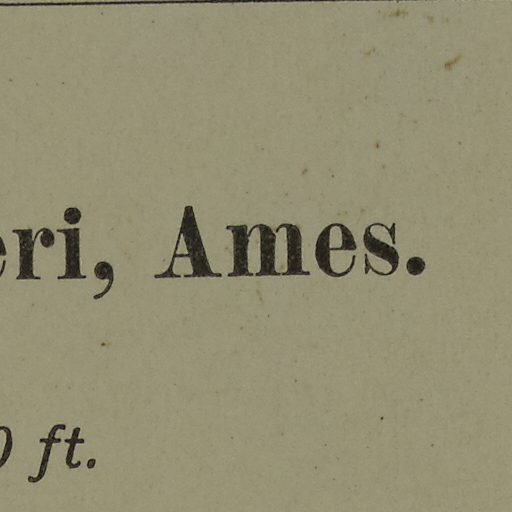 eri, Ames.
0 ft.